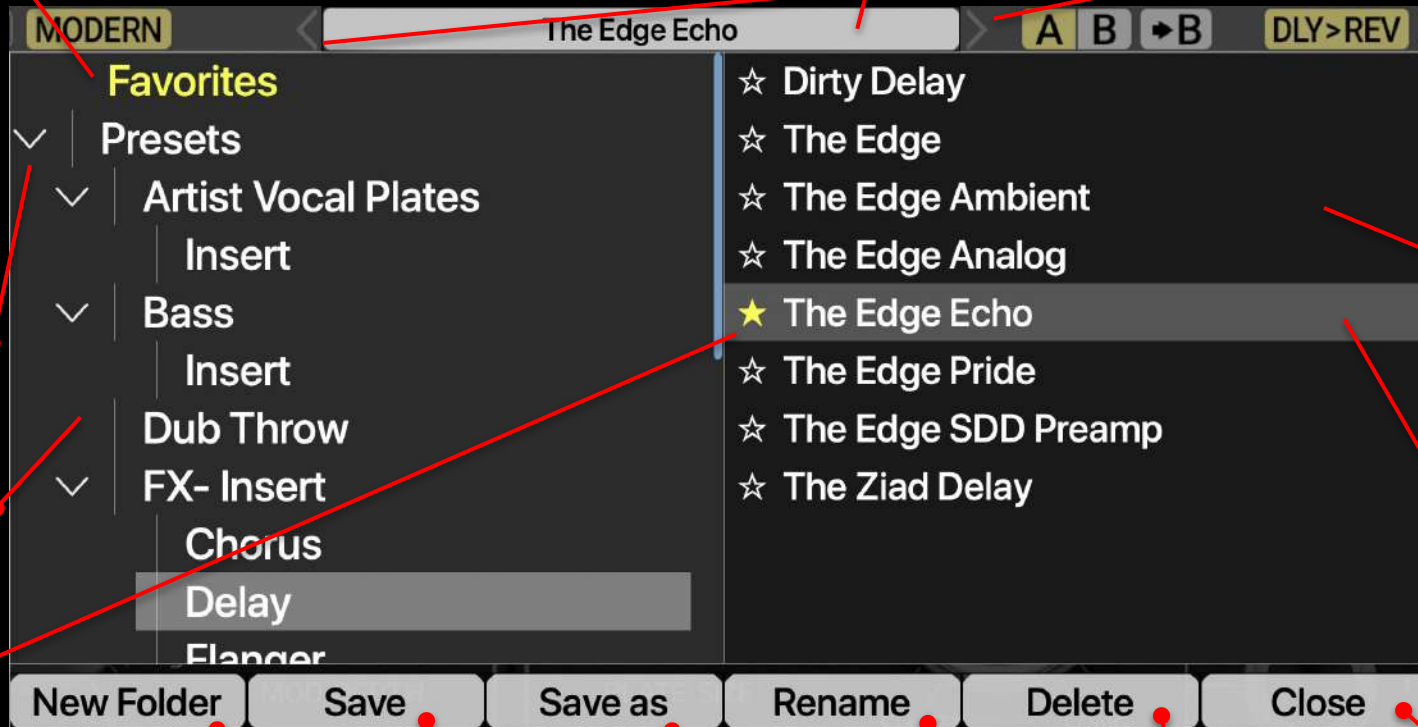 MODERN
The Edge Echo
A B B
DLY>REV
Favorites
Presets
Artist Vocal Plates
Insert
Bass
Insert
Dub Throw
FX- Insert
Chorus
Delay
Flanger
Dirty Delay
The Edge
The Edge Ambient
The Edge Analog
The Edge Echo
The Edge Pride
The Edge SDD Preamp
The Ziad Delay
New Folder
Save
Save as
Rename
Delete
Close